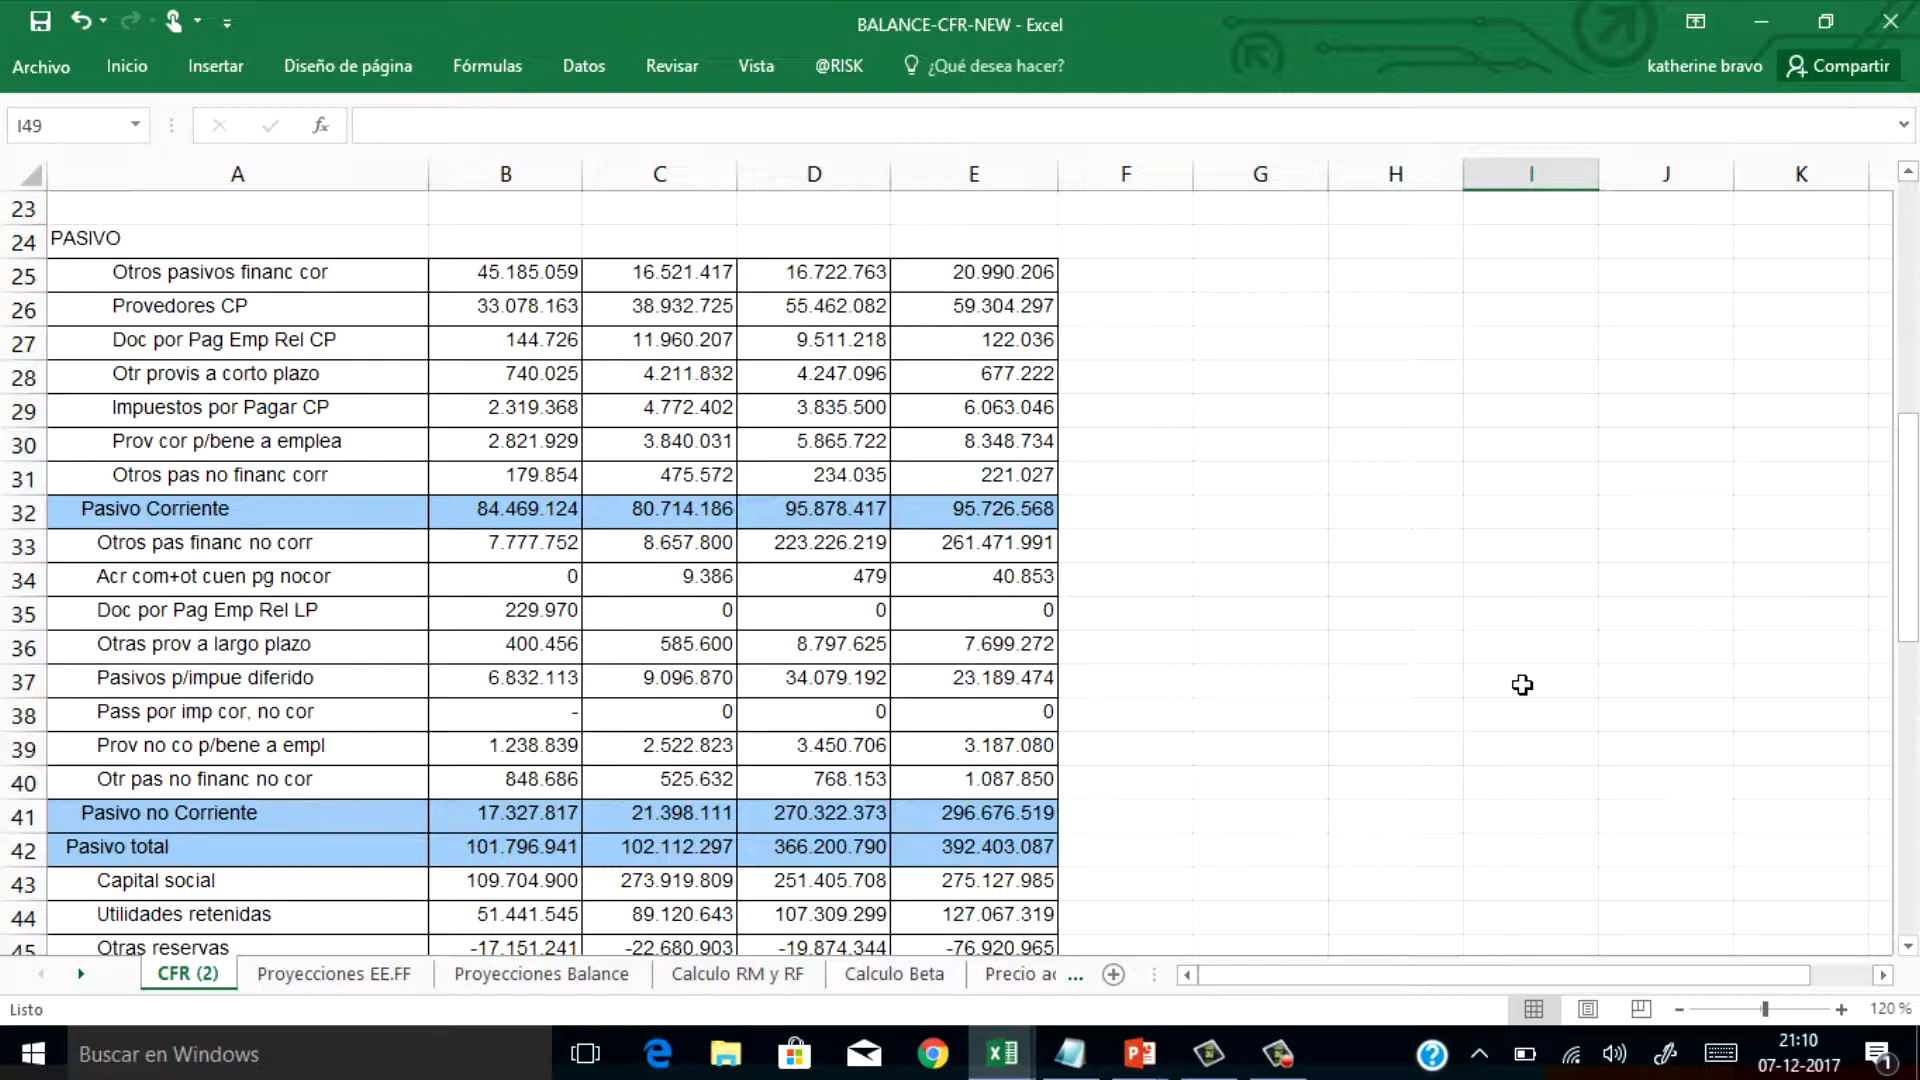 BALANCE-CFR-NEW - Excel
Archivo Inicio Insertar Diseño de página Fórmulas Datos Revisar Vista @RISK ¿Qué desea hacer? katherine bravo Compartir
I49 fx
A B C D E F G H I J K
23
24 PASIVO
25 Otros pasivos financ cor 45.185.059 16.521.417 16.722.763 20.990.206
26 Provedores CP 33.078.163 38.932.725 55.462.082 59.304.297
27 Doc por Pag Emp Rel CP 144.726 11.960.207 9.511.218 122.036
28 Otr provis a corto plazo 740.025 4.211.832 4.247.096 677.222
29 Impuestos por Pagar CP 2.319.368 4.772.402 3.835.500 6.063.046
30 Prov cor p/bene a emplea 2.821.929 3.840.031 5.865.722 8.348.734
31 Otros pas no financ corr 179.854 475.572 234.035 221.027
32 Pasivo Corriente 84.469.124 80.714.186 95.878.417 95.726.568
33 Otros pas financ no corr 7.777.752 8.657.800 223.226.219 261.471.991
34 Acr com+ot cuen pg nocor 0 9.386 479 40.853
35 Doc por Pag Emp Rel LP 229.970 0 0 0
36 Otras prov a largo plazo 400.456 585.600 8.797.625 7.699.272
37 Pasivos p/impue diferido 6.832.113 9.096.870 34.079.192 23.189.474
38 Pass por imp cor, no cor - 0 0 0
39 Prov no co p/bene a empl 1.238.839 2.522.823 3.450.706 3.187.080
40 Otr pas no financ no cor 848.686 525.632 768.153 1.087.850
41 Pasivo no Corriente 17.327.817 21.398.111 270.322.373 296.676.519
42 Pasivo total 101.796.941 102.112.297 366.200.790 392.403.087
43 Capital social 109.704.900 273.919.809 251.405.708 275.127.985
44 Utilidades retenidas 51.441.545 89.120.643 107.309.299 127.067.319
45 Otras reservas -17.151.241 -22.680.903 -19.874.344 -76.920.965
CFR (2) Proyecciones EE.FF Proyecciones Balance Calculo RM y RF Calculo Beta Precio ac ...
Listo 120 %
Buscar en Windows 21:10
07-12-2017 1